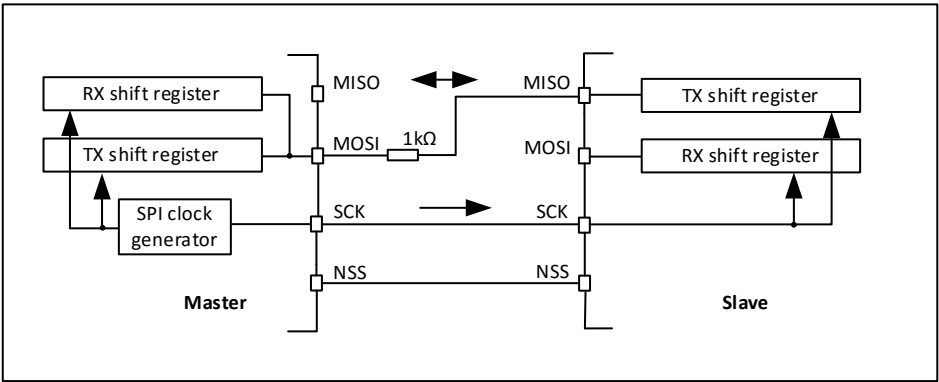 RX shift register
TX shift register
SPI clock
generator
MISO
MOSI
1kΩ
SCK
NSS
Master
MISO
MOSI
SCK
NSS
TX shift register
RX shift register
Slave